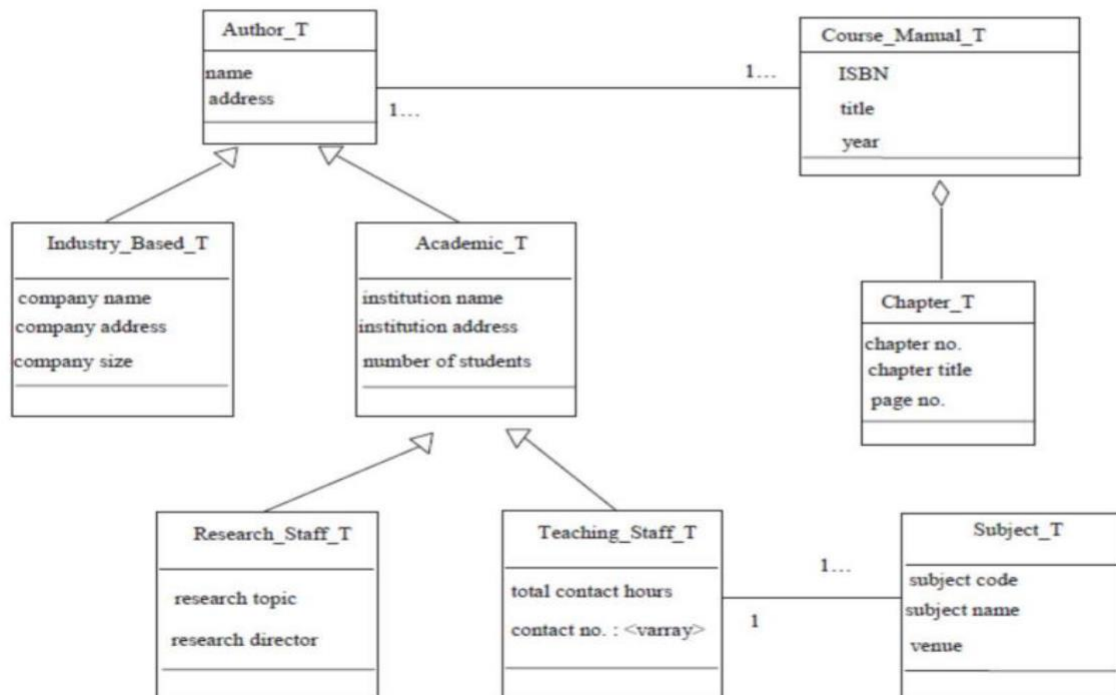 Author_T
name
address
1...
1...
Course_Manual_T
ISBN
title
year
Industry_Based_T
company name
company address
company size
Academic_T
institution name
institution address
number of students
Chapter_T
chapter no.
chapter title
page no.
Research_Staff_T
research topic
research director
Teaching_Staff_T
total contact hours
contact no. : <varray>
1...
1
Subject_T
subject code
subject name
venue